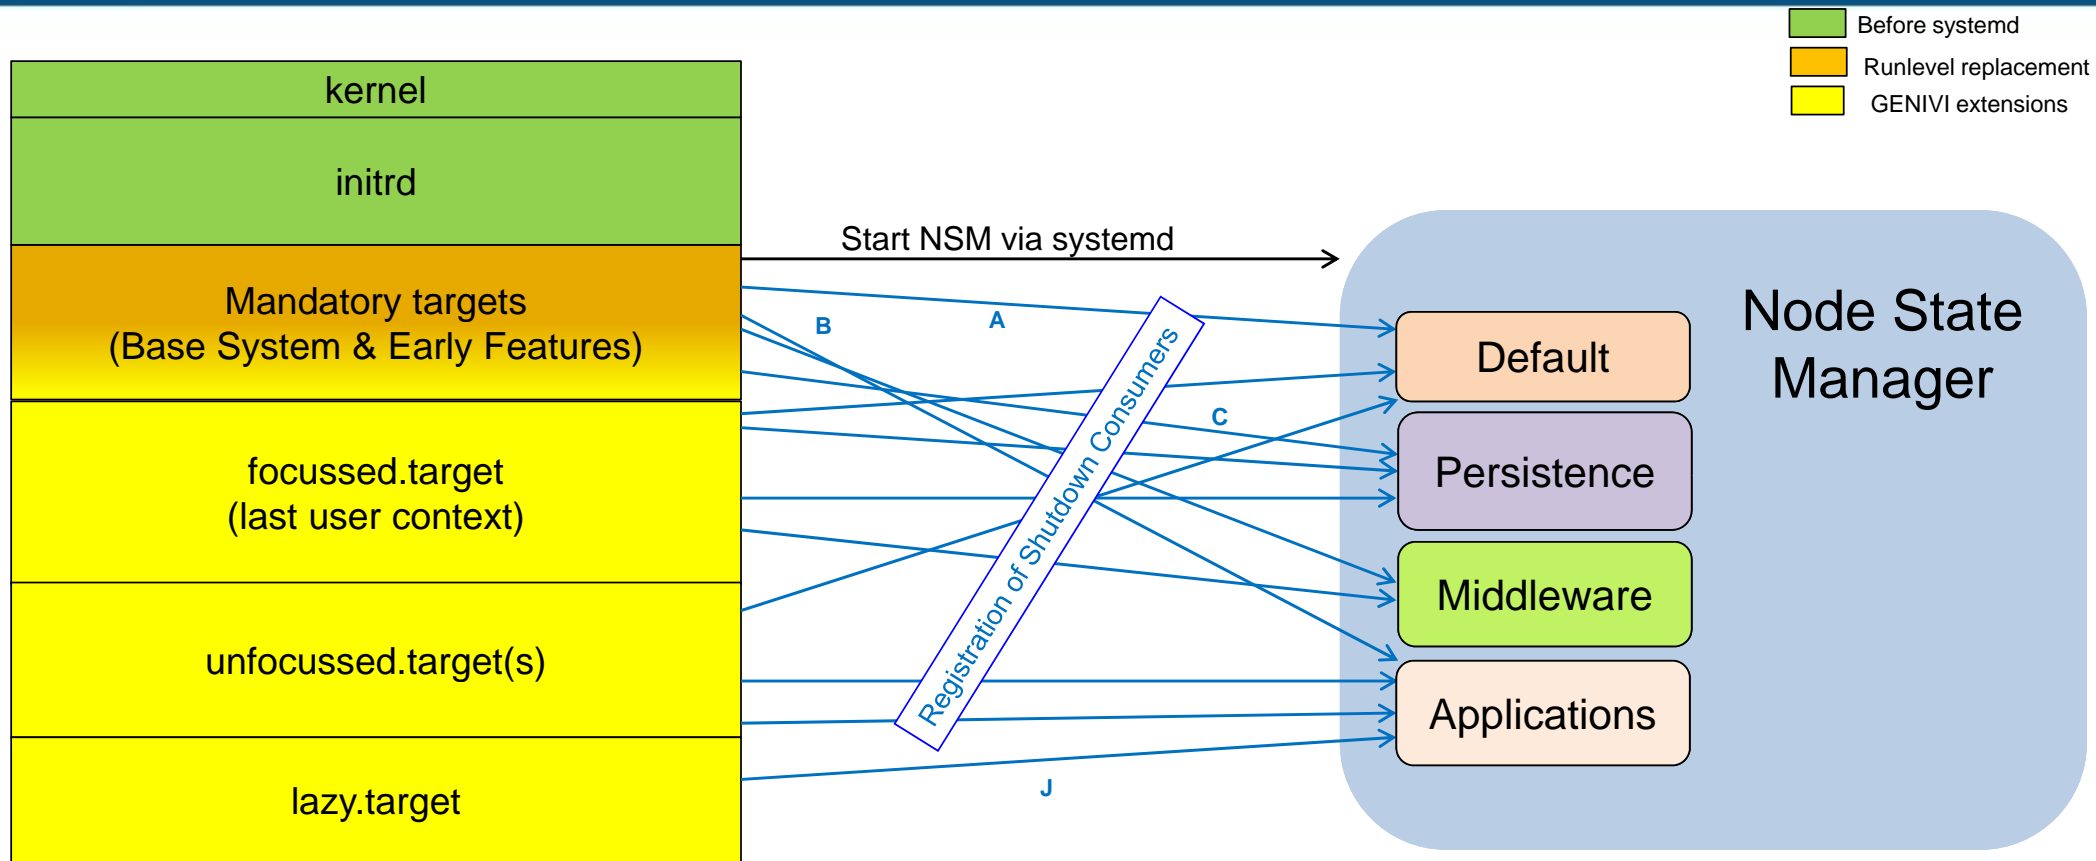 Before systemd
Runlevel replacement
GENIVI extensions
kernel
initrd
Mandatory targets
(Base System & Early Features)
focussed.target
(last user context)
unfocussed.target(s)
lazy.target
Start NSM via systemd
A
B
C
J
Registration of Shutdown Consumers
Node State
Manager
Default
Persistence
Middleware
Applications